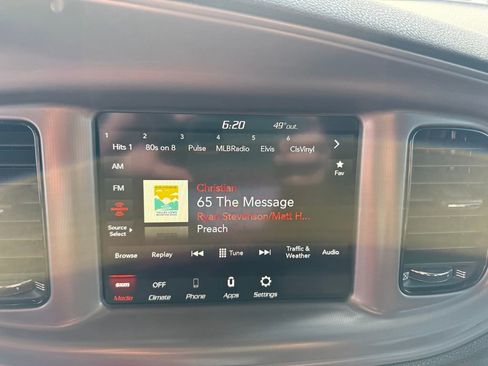 6:20 49°out.
1 2 3 4 5 6
Hits 1 80s on 8 Pulse MLBRadio Elvis ClsVinyl
AM
Fav
FM
Christian
65 The Message
Ryan Stevenson/Matt H...
Preach
Source
Select
Browse Replay Tune Traffic & Weather Audio
OFF
Media Climate Phone Apps Settings